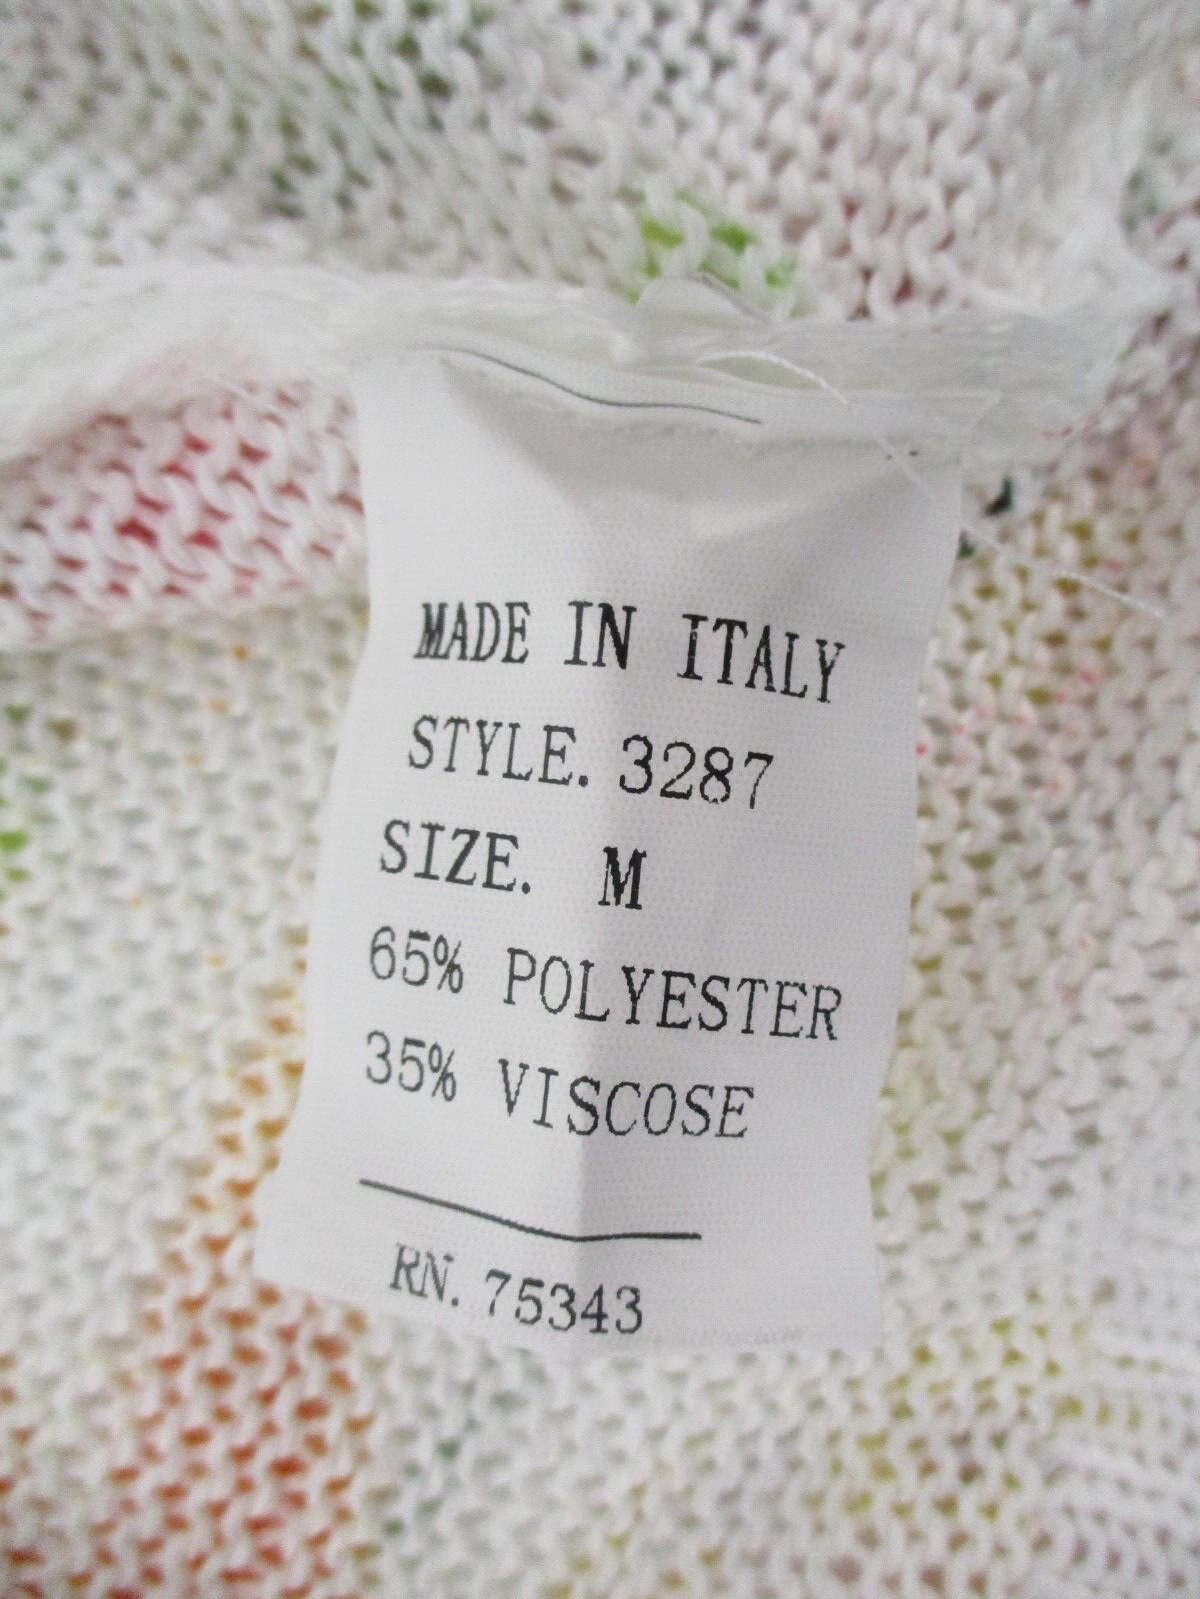 MADE IN ITALY
STYLE. 3287
SIZE. M
65% POLYESTER
35% VISCOSE
RN. 75343